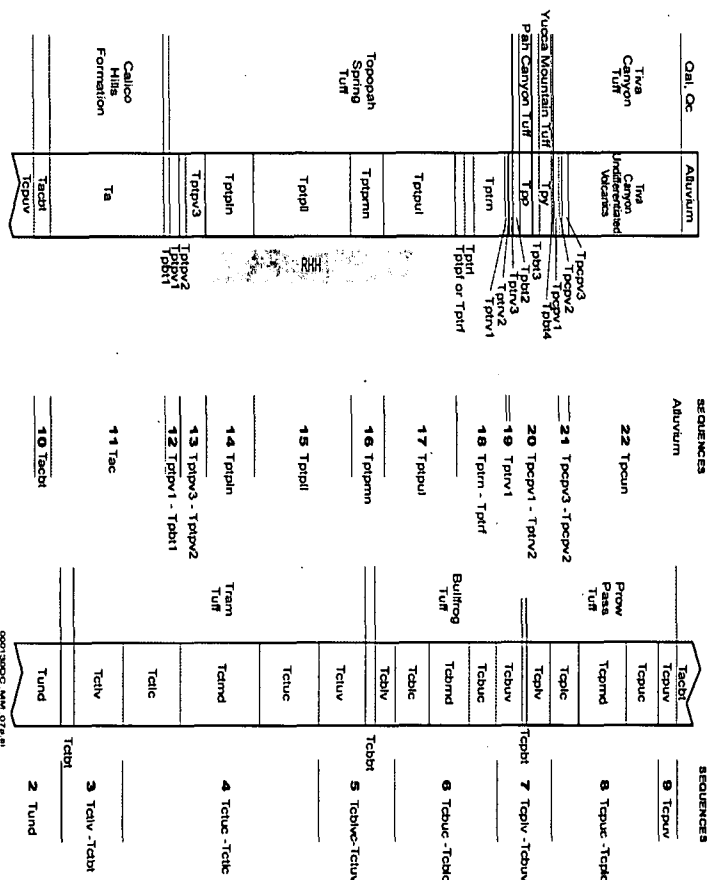 Qal, Qc
Tiva
Canyon
Tuff
Yucca Mountain Tuff
Pah Canyon Tuff
Topopah
Spring
Tuff
Calico
Hills
Formation
Alluvium
Tiva
Canyon
Undifferentiated
Volcanics
Tpy
Tpp
Tptrn
Tptpul
Tptpmn
Tptpll
Tptpln
Tptpv3
Ta
Tacbt
Tcpuv
Tpcpv3
Tpcpv2
Tpcpv1
Tpbt4
Tpbt3
Tpbt2
Tptrv3
Tptrv2
Tptrv1
Tptrl
Tptpf or Tptrf
RHH
Tptpv2
Tptpv1
Tpbt1
SEQUENCES
Alluvium
22 Tpcun
21 Tpcpv3 -Tpcpv2
20 Tpcpv1 - Tptrv2
19 Tptrv1
18 Tptrn - Tptrf
17 Tptpul
16 Tptpmn
15 Tptpll
14 Tptpln
13 Tptpv3 - Tptpv2
12 Tptpv1 - Tpbt1
11 Tac
10 Tacbt
Prow
Pass
Tuff
Bullfrog
Tuff
Tram
Tuff
Tacbt
Tcpuv
Tcpuc
Tcpmd
Tcplc
Tcplv
Tcbuv
Tcbuc
Tcbmd
Tcblc
Tcblv
Tctuv
Tctuc
Tctmd
Tctlc
Tctlv
Tund
Tcpbt
Tcbbt
Tctbt
SEQUENCES
9 Tcpuv
8 Tcpuc -Tcplc
7 Tcplv -Tcbuv
6 Tcbuc -Tcblc
5 Tcblvc-Tctuv
4 Tctuc -Tctlc
3 Tctlv -Tctbt
2 Tund